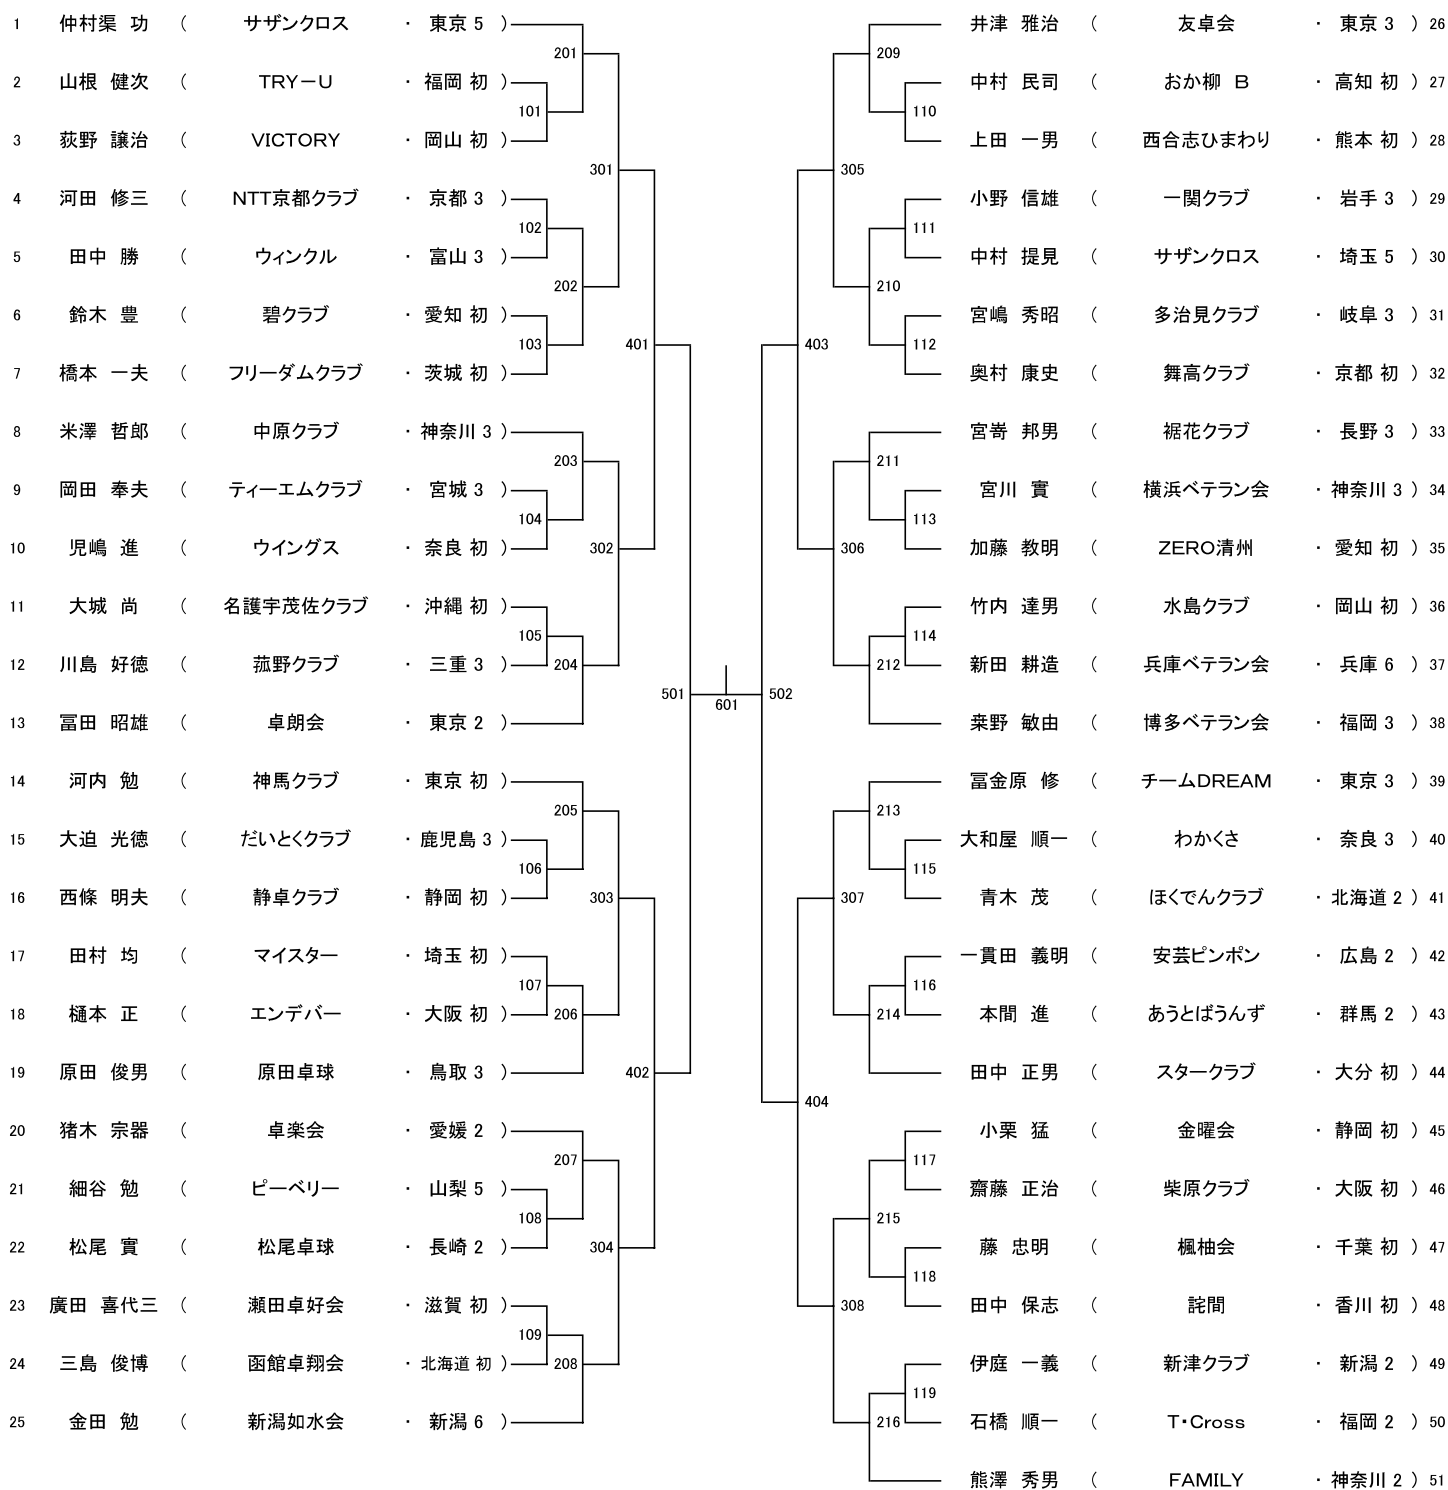 1 仲村渠 功 ( サザンクロス ・ 東京 5 )
201
2 山根 健次 ( TRY－U ・ 福岡 初 )
101
3 荻野 譲治 ( VICTORY ・ 岡山 初 )
301
4 河田 修三 ( NTT京都クラブ ・ 京都 3 )
102
5 田中 勝 ( ウィンクル ・ 富山 3 )
202
6 鈴木 豊 ( 碧クラブ ・ 愛知 初 )
103 401
7 橋本 一夫 ( フリーダムクラブ ・ 茨城 初 )
8 米澤 哲郎 ( 中原クラブ ・ 神奈川 3 )
203
9 岡田 奉夫 ( ティーエムクラブ ・ 宮城 3 )
104
10 児嶋 進 ( ウイングス ・ 奈良 初 )
302
11 大城 尚 ( 名護宇茂佐クラブ ・ 沖縄 初 )
105
12 川島 好徳 ( 菰野クラブ ・ 三重 3 )
204
501 601 502
13 冨田 昭雄 ( 卓朗会 ・ 東京 2 )
14 河内 勉 ( 神馬クラブ ・ 東京 初 )
205
15 大迫 光徳 ( だいとくクラブ ・ 鹿児島 3 )
106
16 西條 明夫 ( 静卓クラブ ・ 静岡 初 )
303
17 田村 均 ( マイスター ・ 埼玉 初 )
107
18 樋本 正 ( エンデバー ・ 大阪 初 )
206
19 原田 俊男 ( 原田卓球 ・ 鳥取 3 )
402
20 猪木 宗器 ( 卓楽会 ・ 愛媛 2 )
207
21 細谷 勉 ( ピーベリー ・ 山梨 5 )
108
22 松尾 實 ( 松尾卓球 ・ 長崎 2 )
304
23 廣田 喜代三 ( 瀬田卓好会 ・ 滋賀 初 )
109
24 三島 俊博 ( 函館卓翔会 ・ 北海道 初 )
208
25 金田 勉 ( 新潟如水会 ・ 新潟 6 )
井津 雅治 ( 友卓会 ・ 東京 3 ) 26
209
中村 民司 ( おか柳 B ・ 高知 初 ) 27
110
上田 一男 ( 西合志ひまわり ・ 熊本 初 ) 28
305
小野 信雄 ( 一関クラブ ・ 岩手 3 ) 29
111
中村 提見 ( サザンクロス ・ 埼玉 5 ) 30
210
宮嶋 秀昭 ( 多治見クラブ ・ 岐阜 3 ) 31
403 112
奥村 康史 ( 舞高クラブ ・ 京都 初 ) 32
宮嵜 邦男 ( 裾花クラブ ・ 長野 3 ) 33
211
宮川 實 ( 横浜ベテラン会 ・ 神奈川 3 ) 34
113
加藤 教明 ( ZERO清州 ・ 愛知 初 ) 35
306
竹内 達男 ( 水島クラブ ・ 岡山 初 ) 36
114
新田 耕造 ( 兵庫ベテラン会 ・ 兵庫 6 ) 37
212
来野 敏由 ( 博多ベテラン会 ・ 福岡 3 ) 38
冨金原 修 ( チームDREAM ・ 東京 3 ) 39
213
大和屋 順一 ( わかくさ ・ 奈良 3 ) 40
115
青木 茂 ( ほくでんクラブ ・ 北海道 2 ) 41
307
一貫田 義明 ( 安芸ピンポン ・ 広島 2 ) 42
116
本間 進 ( あうとばうんず ・ 群馬 2 ) 43
214
田中 正男 ( スタークラブ ・ 大分 初 ) 44
404
小栗 猛 ( 金曜会 ・ 静岡 初 ) 45
117
齋藤 正治 ( 柴原クラブ ・ 大阪 初 ) 46
215
藤 忠明 ( 楓柚会 ・ 千葉 初 ) 47
118
田中 保志 ( 詫間 ・ 香川 初 ) 48
308
伊庭 一義 ( 新津クラブ ・ 新潟 2 ) 49
119
石橋 順一 ( T・Cross ・ 福岡 2 ) 50
216
熊澤 秀男 ( FAMILY ・ 神奈川 2 ) 51